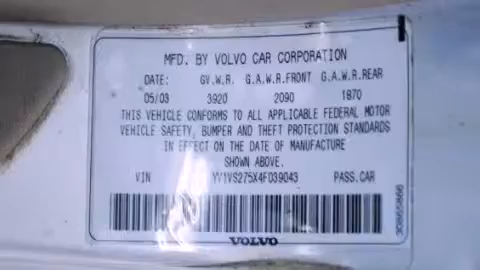 MFD. BY VOLVO CAR CORPORATION
DATE: GV.W.R. G.A.W.R.FRONT G.A.W.R.REAR
05/03 3920 2090 1870
THIS VEHICLE CONFORMS TO ALL APPLICABLE FEDERAL MOTOR
VEHICLE SAFETY, BUMPER AND THEFT PROTECTION STANDARDS
IN EFFECT ON THE DATE OF MANUFACTURE
SHOWN ABOVE.
VIN YV1VS275X4F039043 PASS.CAR
30865866
VOLVO